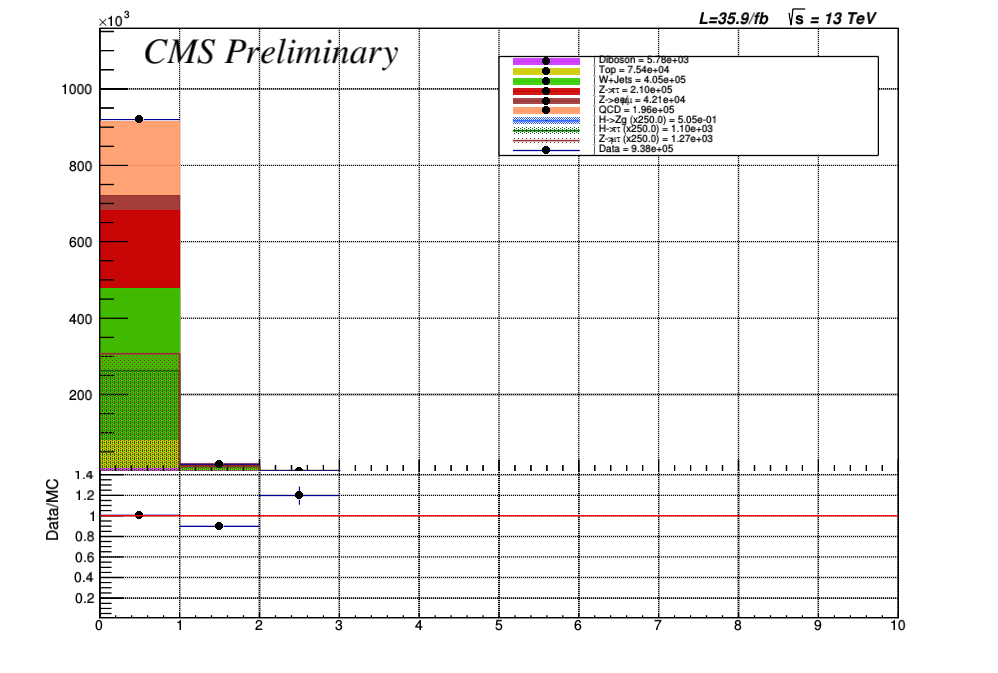 ×10³
L=35.9/fb √s = 13 TeV
CMS Preliminary
Diboson = 5.78e+03
Top = 7.54e+04
W+Jets = 4.05e+05
Z->ττ = 2.10e+05
= 4.21e+04
QCD = 1.96e+05
H->Zg (x250.0) = 5.05e-01
(x250.0) = 1.10e+03
(x250.0) = 1.27e+03
Data = 9.38e+05
1000
800
600
400
200
Data/MC
1.4
1.2
1
0.8
0.6
0.4
0.2
0 1 2 3 4 5 6 7 8 9 10